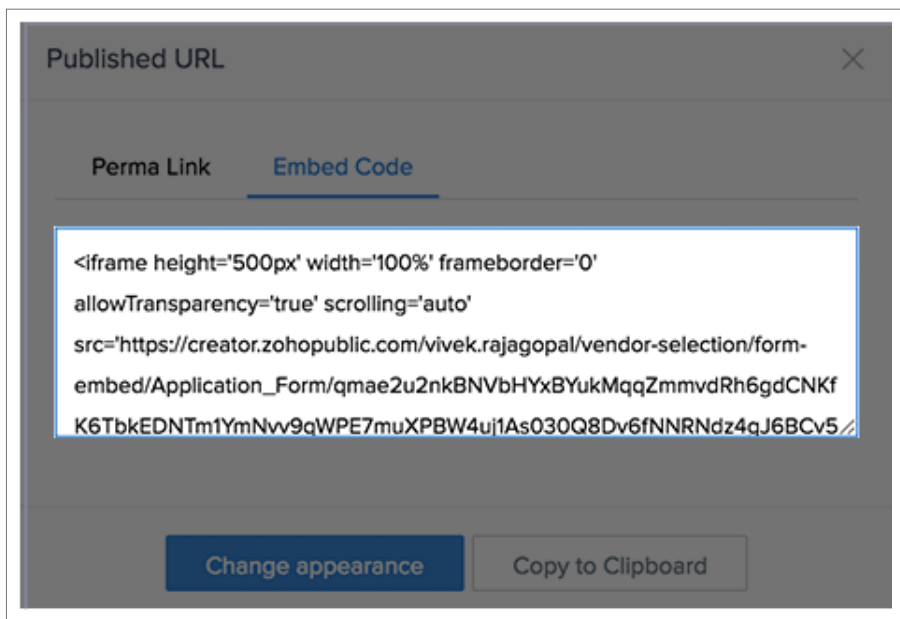 Published URL
Perma Link
Embed Code
<iframe height='500px' width='100%' frameborder='0'
allowTransparency='true' scrolling='auto'
src='https://creator.zohopublic.com/vivek.rajagopal/vendor-selection/form-
embed/Application_Form/qmae2u2nkBNVbHYxBYukMqqZmmvdRh6gdCNKf
K6TbkEDNTm1YmNvv9qWPE7muXPBW4uj1As030Q8Dv6fNNRNdz4qJ6BCv5
Change appearance
Copy to Clipboard